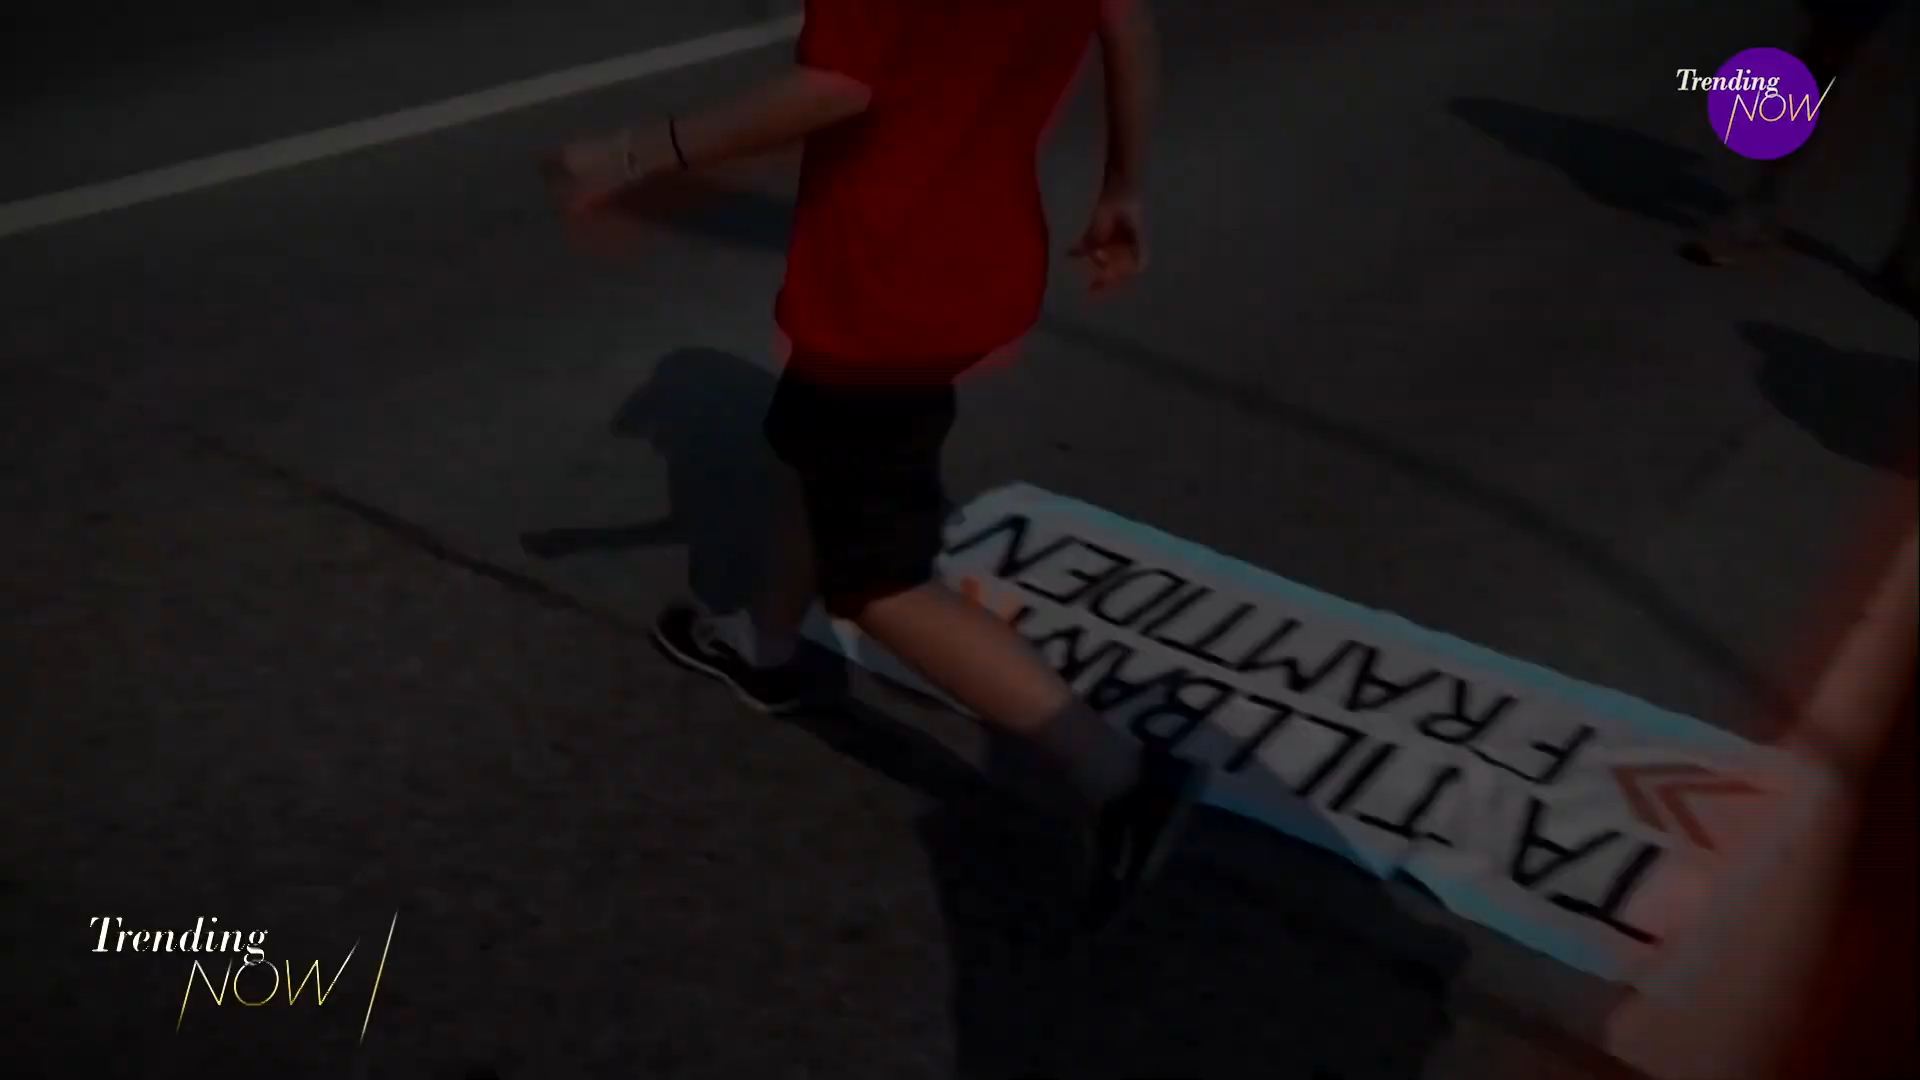 Trending
NOW
TA TILLBAKA
FRAMTIDEN
Trending
NOW